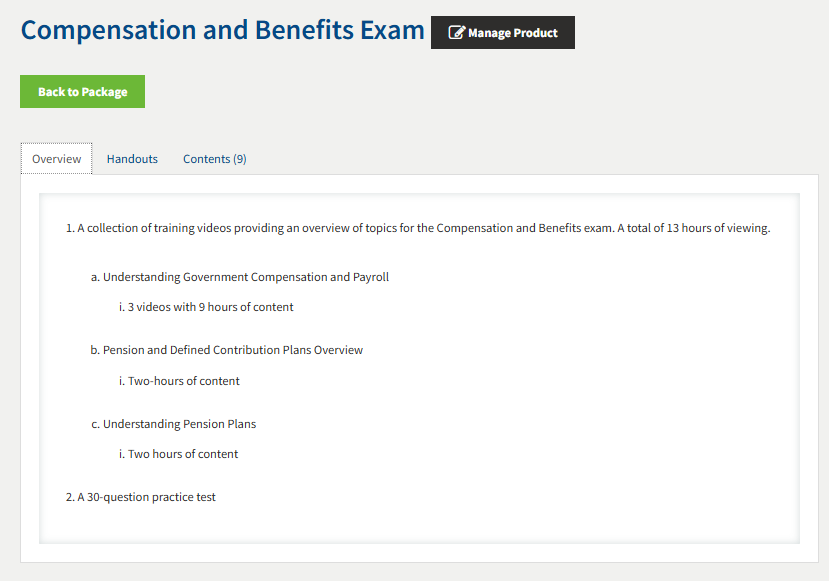 Compensation and Benefits Exam Manage Product
Back to Package
Overview Handouts Contents (9)
1. A collection of training videos providing an overview of topics for the Compensation and Benefits exam. A total of 13 hours of viewing.
a. Understanding Government Compensation and Payroll
i. 3 videos with 9 hours of content
b. Pension and Defined Contribution Plans Overview
i. Two-hours of content
c. Understanding Pension Plans
i. Two hours of content
2. A 30-question practice test